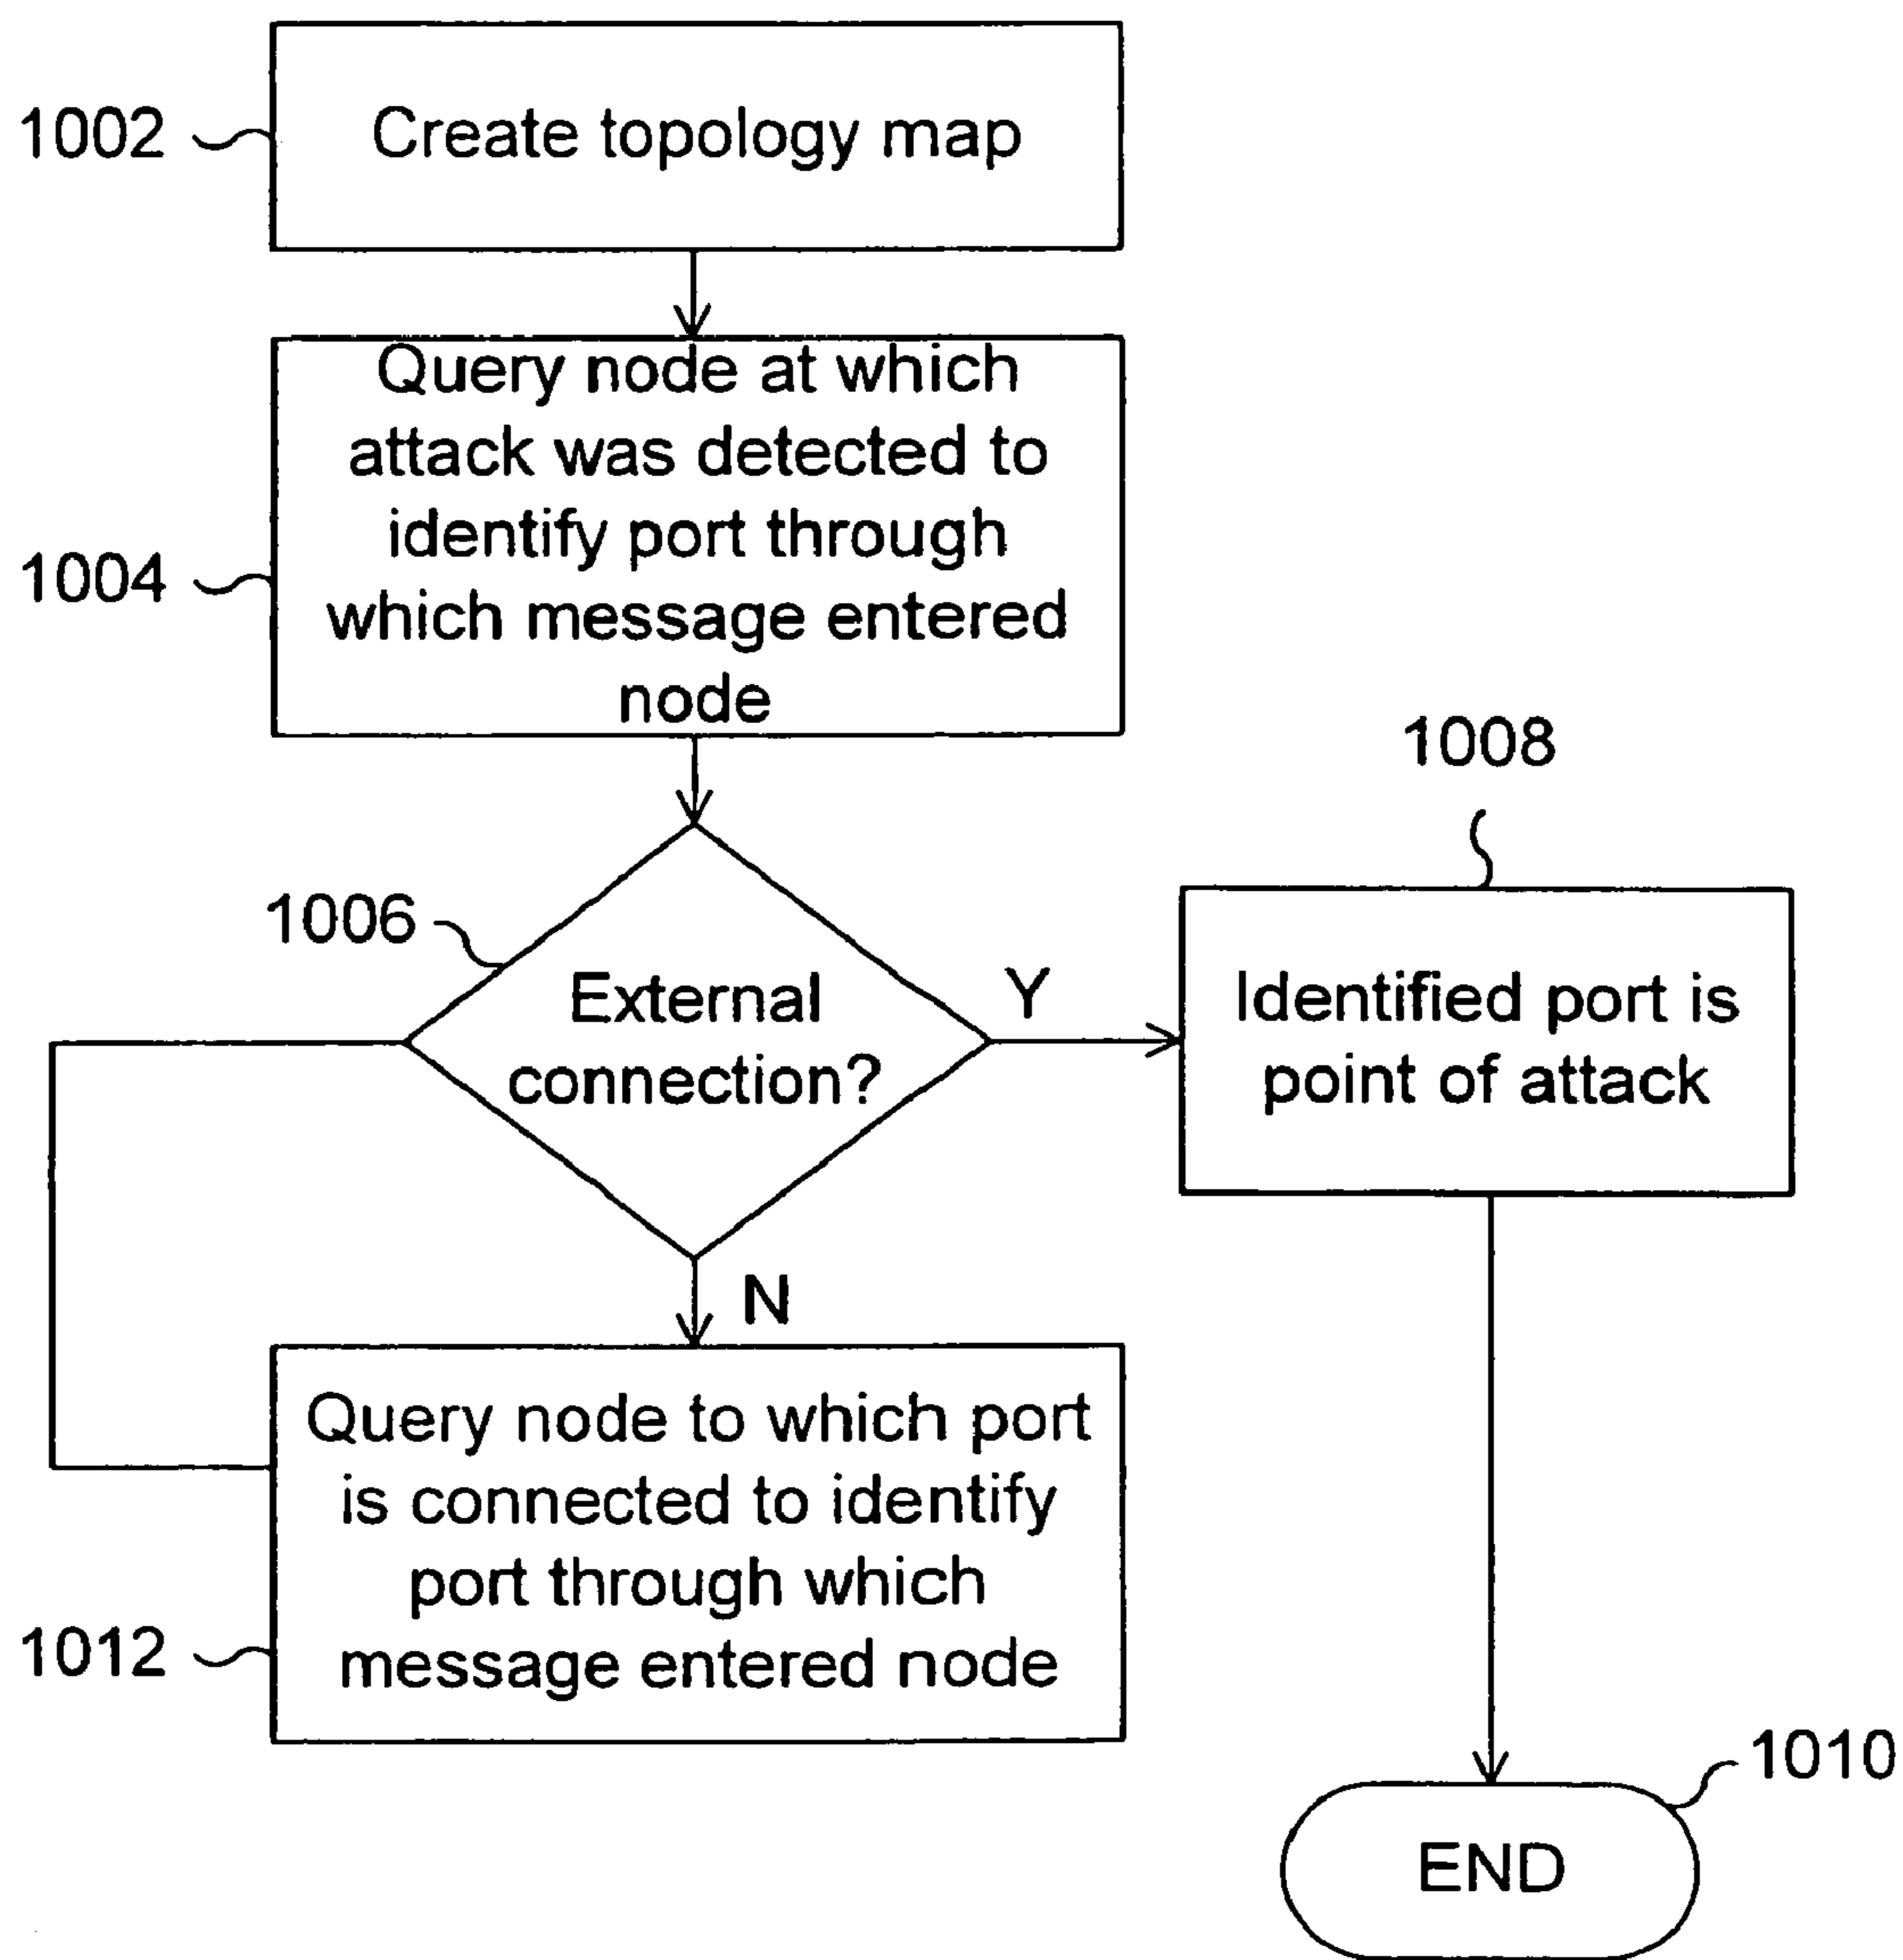 1002
Create topology map
1004
Query node at which
attack was detected to
identify port through
which message entered
node
1006
External
connection?
Y
N
1008
Identified port is
point of attack
1012
Query node to which port
is connected to identify
port through which
message entered node
1010
END